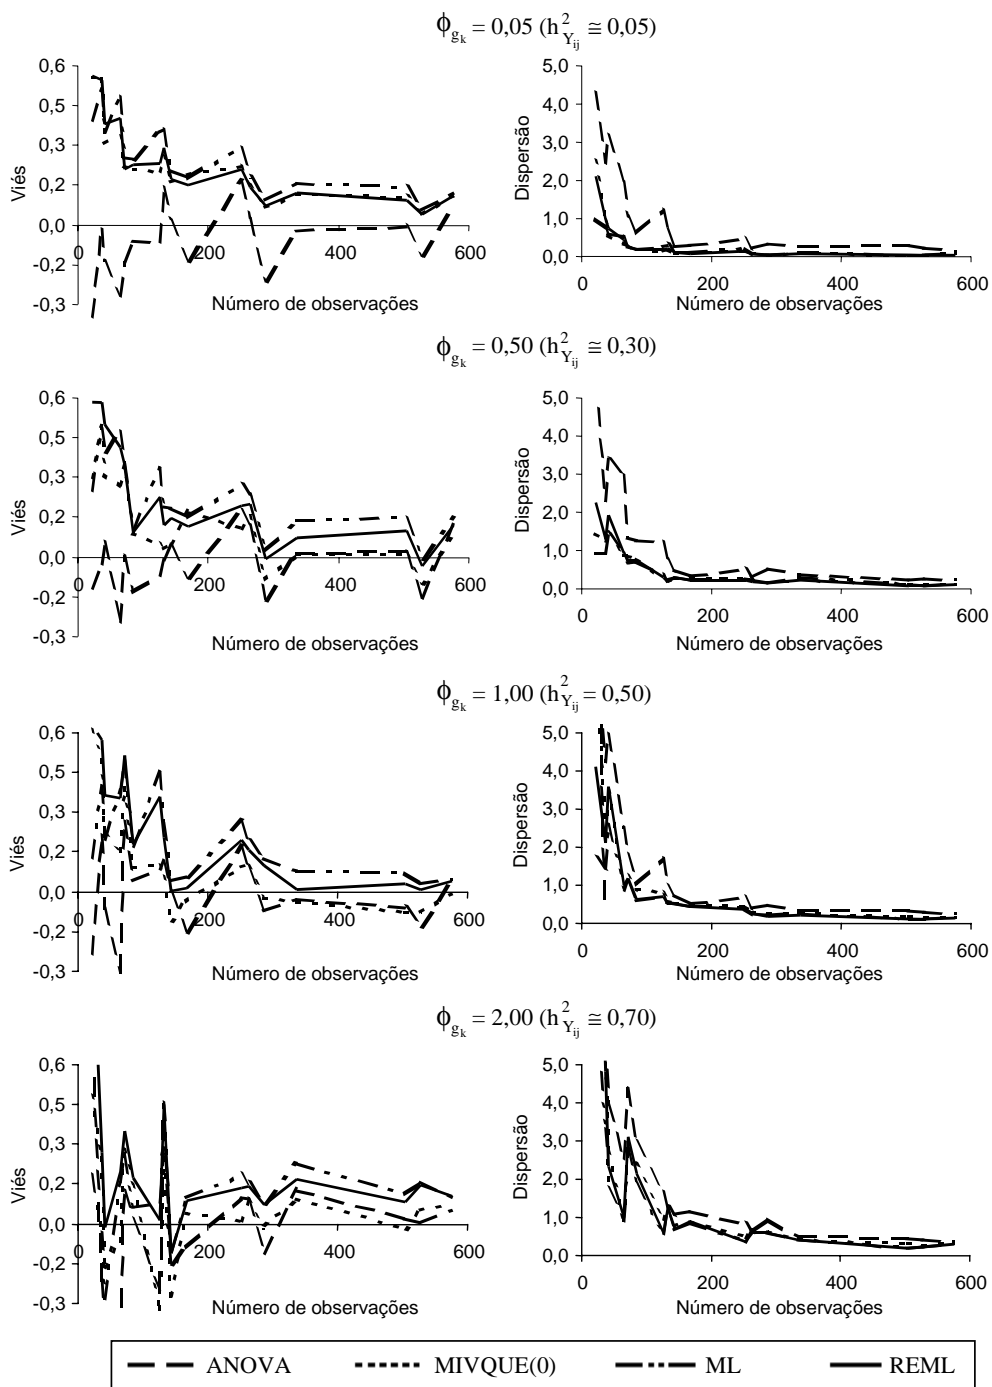 ϕ_{g_k} = 0,05 (h²_{Y_{ij}} ≅ 0,05)
Viés
0,6
0,5
0,3
0,2
0,0
-0,2
-0,3
0 200 400 600
Número de observações
Dispersão
5,0
4,0
3,0
2,0
1,0
0,0
0 200 400 600
Número de observações
ϕ_{g_k} = 0,50 (h²_{Y_{ij}} ≅ 0,30)
Viés
0,6
0,5
0,3
0,2
0,0
-0,2
-0,3
0 200 400 600
Número de observações
Dispersão
5,0
4,0
3,0
2,0
1,0
0,0
0 200 400 600
Número de observações
ϕ_{g_k} = 1,00 (h²_{Y_{ij}} = 0,50)
Viés
0,6
0,5
0,3
0,2
0,0
-0,2
-0,3
0 200 400 600
Número de observações
Dispersão
5,0
4,0
3,0
2,0
1,0
0,0
0 200 400 600
Número de observações
ϕ_{g_k} = 2,00 (h²_{Y_{ij}} ≅ 0,70)
Viés
0,6
0,5
0,3
0,2
0,0
-0,2
-0,3
0 200 400 600
Número de observações
Dispersão
5,0
4,0
3,0
2,0
1,0
0,0
0 200 400 600
Número de observações
ANOVA MIVQUE(0) ML REML